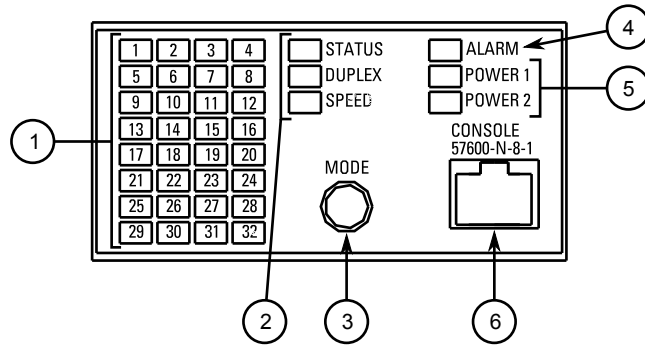 1 2 3 4
5 6 7 8
9 10 11 12
13 14 15 16
17 18 19 20
21 22 23 24
25 26 27 28
29 30 31 32
STATUS
DUPLEX
SPEED
ALARM
POWER 1
POWER 2
CONSOLE
57600-N-8-1
MODE
1
2
3
4
5
6